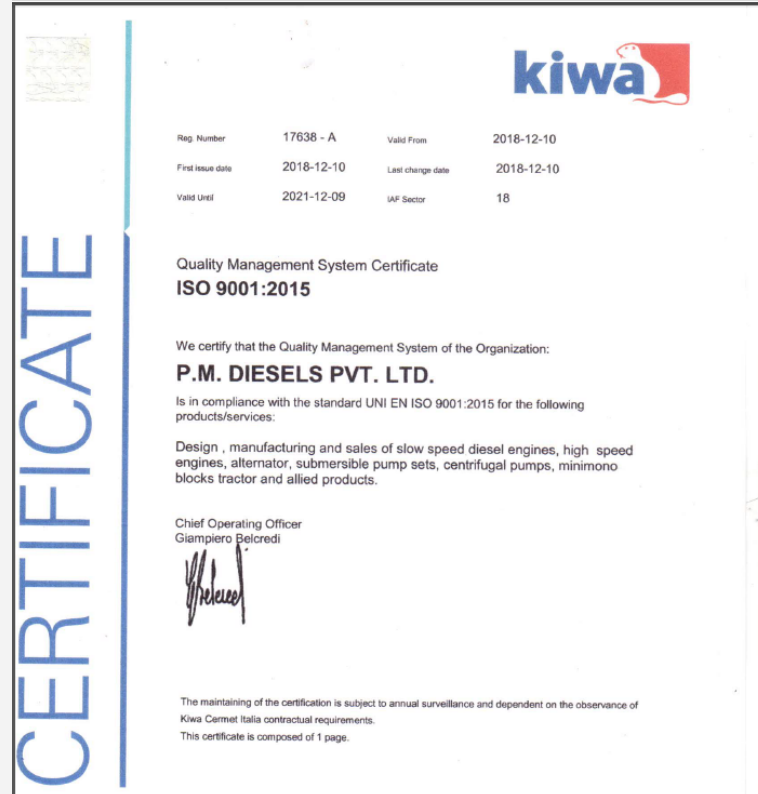 kiwa
Reg. Number 17638 - A Valid From 2018-12-10
First issue date 2018-12-10 Last change date 2018-12-10
Valid Until 2021-12-09 IAF Sector 18
CERTIFICATE
Quality Management System Certificate
ISO 9001:2015
We certify that the Quality Management System of the Organization:
P.M. DIESELS PVT. LTD.
Is in compliance with the standard UNI EN ISO 9001:2015 for the following
products/services:
Design , manufacturing and sales of slow speed diesel engines, high speed
engines, alternator, submersible pump sets, centrifugal pumps, minimono
blocks tractor and allied products.
Chief Operating Officer
Giampiero Belcredi
The maintaining of the certification is subject to annual surveillance and dependent on the observance of
Kiwa Cermet Italia contractual requirements.
This certificate is composed of 1 page.